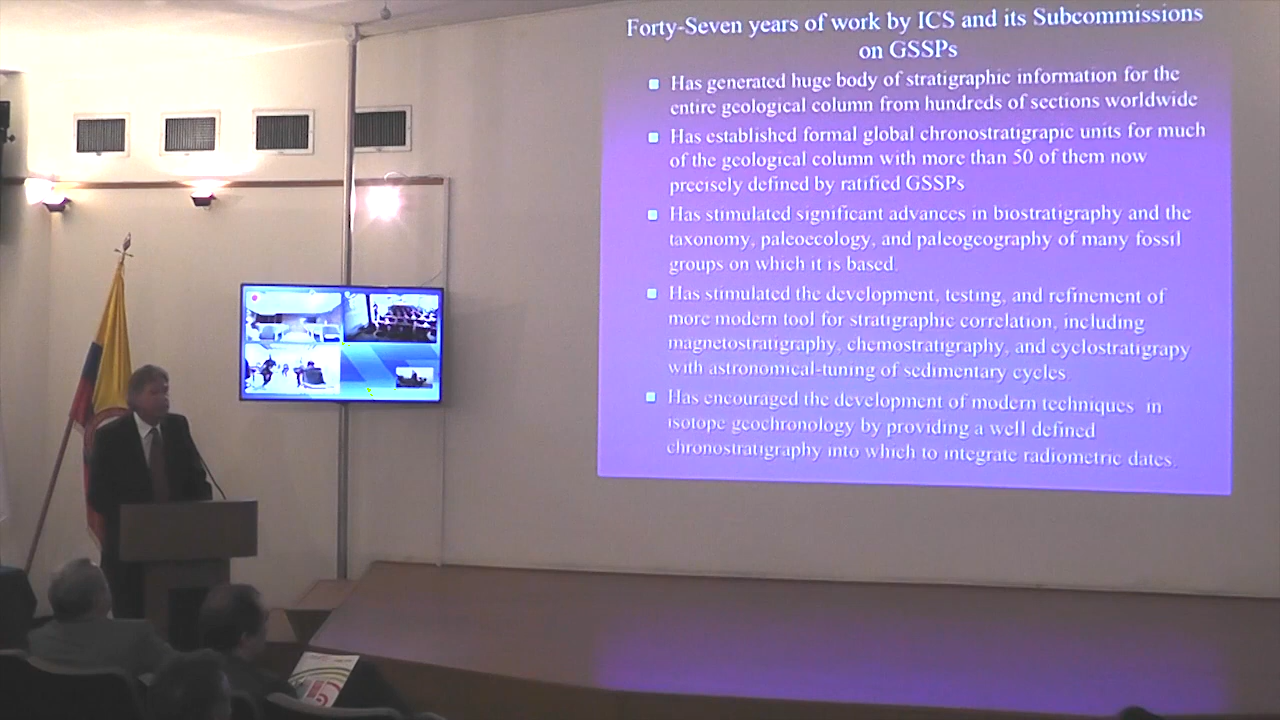 Forty-Seven years of work by ICS and its Subcommissions
on GSSPs
Has generated huge body of stratigraphic information for the
entire geological column from hundreds of sections worldwide
Has established formal global chronostratigrapic units for much
of the geological column with more than 50 of them now
precisely defined by ratified GSSPs
Has stimulated significant advances in biostratigraphy and the
taxonomy, paleoecology, and paleogeography of many fossil
groups on which it is based.
Has stimulated the development, testing, and refinement of
more modern tool for stratigraphic correlation, including
magnetostratigraphy, chemostratigraphy, and cyclostratigrapy
with astronomical-tuning of sedimentary cycles.
Has encouraged the development of modern techniques in
isotope geochronology by providing a well defined
chronostratigraphy into which to integrate radiometric dates.